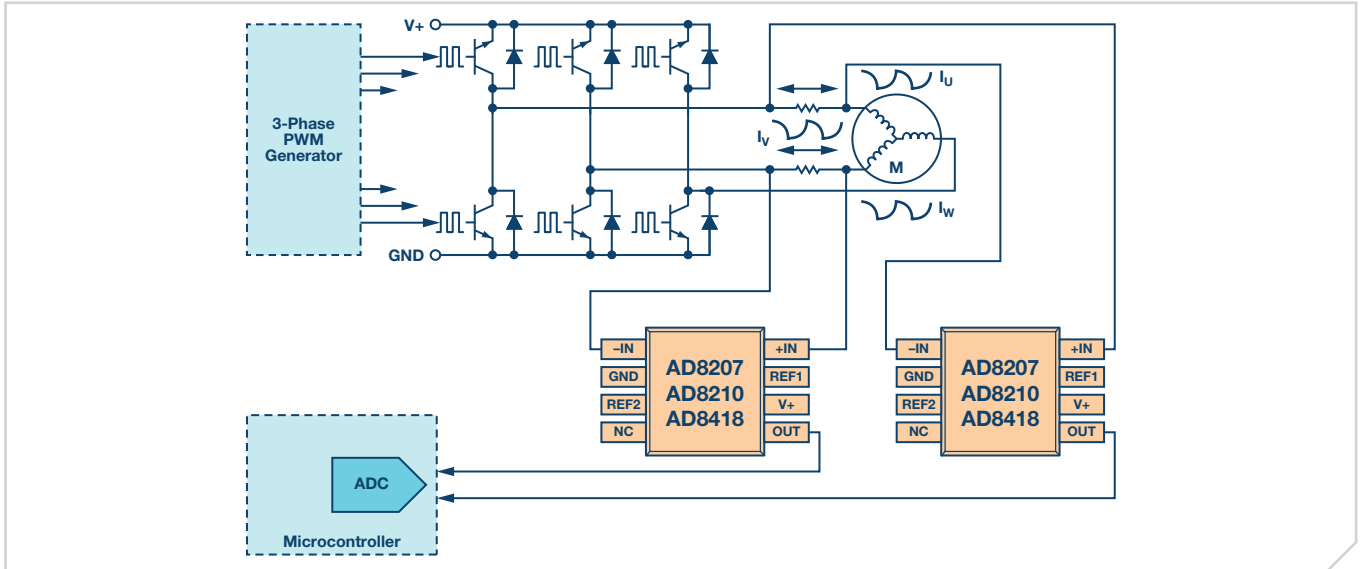 V+
3-Phase
PWM
Generator
GND
IU
IV
M
IW
–IN
GND
REF2
NC
AD8207
AD8210
AD8418
+IN
REF1
V+
OUT
–IN
GND
REF2
NC
AD8207
AD8210
AD8418
+IN
REF1
V+
OUT
ADC
Microcontroller